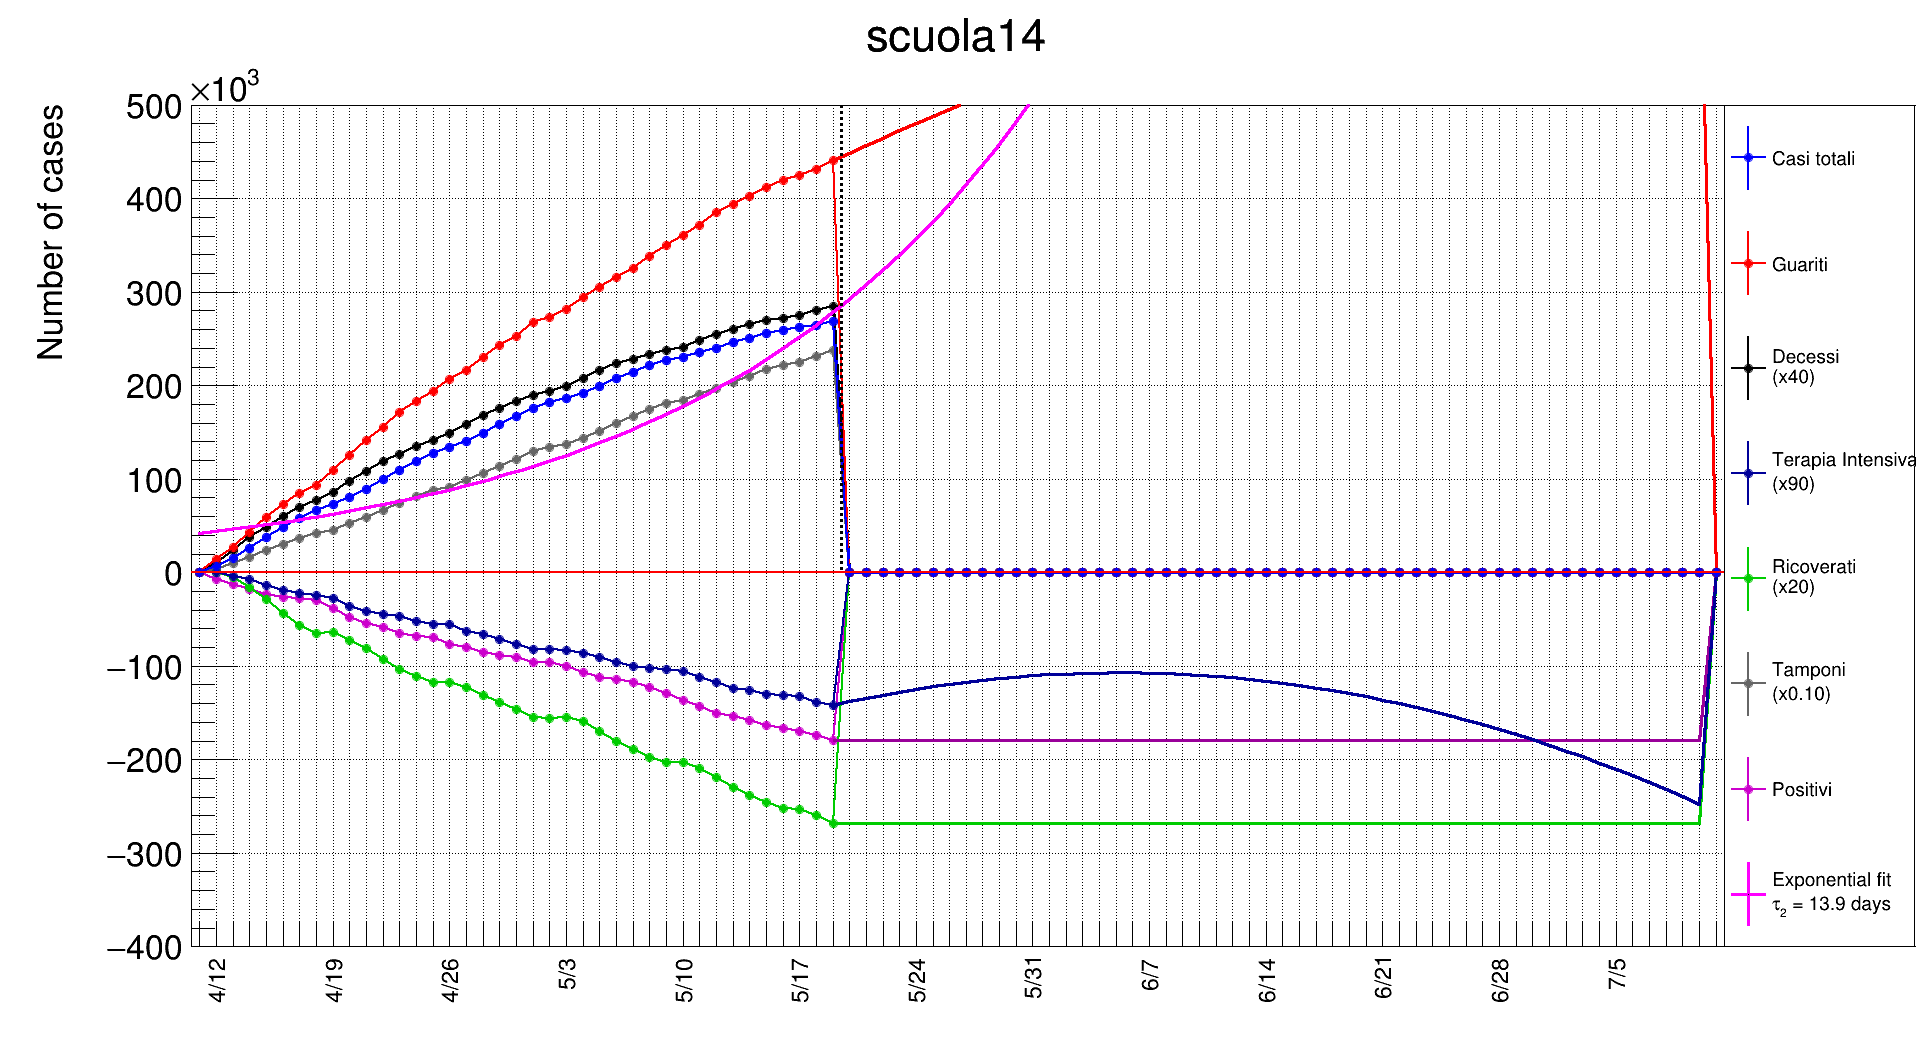 scuola14
×10³
Number of cases
500
400
300
200
100
0
−100
−200
−300
−400
4/12
4/19
4/26
5/3
5/10
5/17
5/24
5/31
6/7
6/14
6/21
6/28
7/5
Casi totali
Guariti
Decessi
(x40)
Terapia Intensiva
(x90)
Ricoverati
(x20)
Tamponi
(x0.10)
Positivi
Exponential fit
τ₂ = 13.9 days